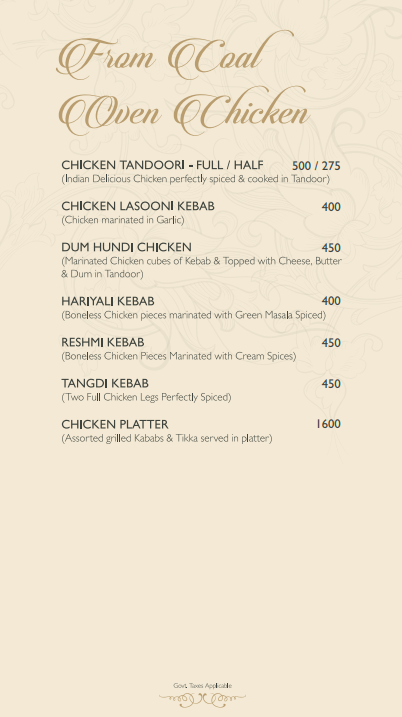 From Coal
Oven Chicken
CHICKEN TANDOORI - FULL / HALF 500 / 275
(Indian Delicious Chicken perfectly spiced & cooked in Tandoor)
CHICKEN LASOONI KEBAB 400
(Chicken marinated in Garlic)
DUM HUNDI CHICKEN 450
(Marinated Chicken cubes of Kebab & Topped with Cheese, Butter
& Dum in Tandoor)
HARIYALI KEBAB 400
(Boneless Chicken pieces marinated with Green Masala Spiced)
RESHMI KEBAB 450
(Boneless Chicken Pieces Marinated with Cream Spices)
TANGDI KEBAB 450
(Two Full Chicken Legs Perfectly Spiced)
CHICKEN PLATTER 1600
(Assorted grilled Kababs & Tikka served in platter)
Govt. Taxes Applicable